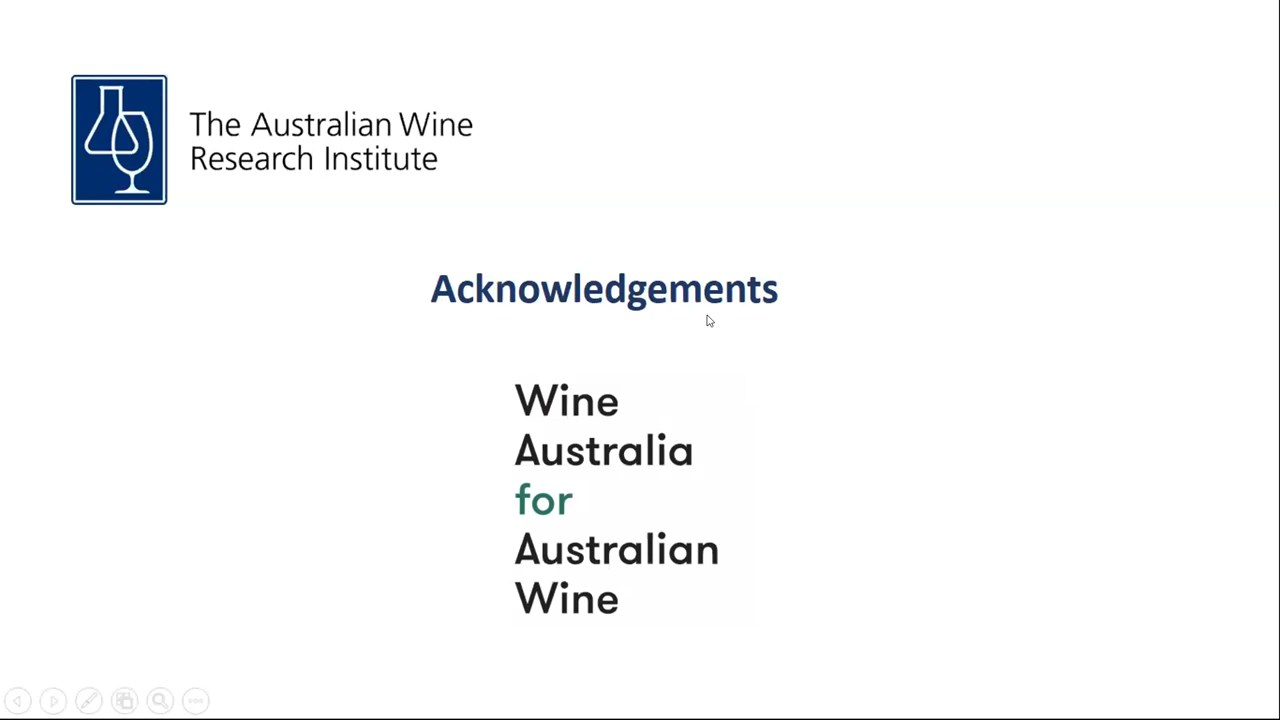 The Australian Wine
Research Institute
Acknowledgements
Wine
Australia
for
Australian
Wine